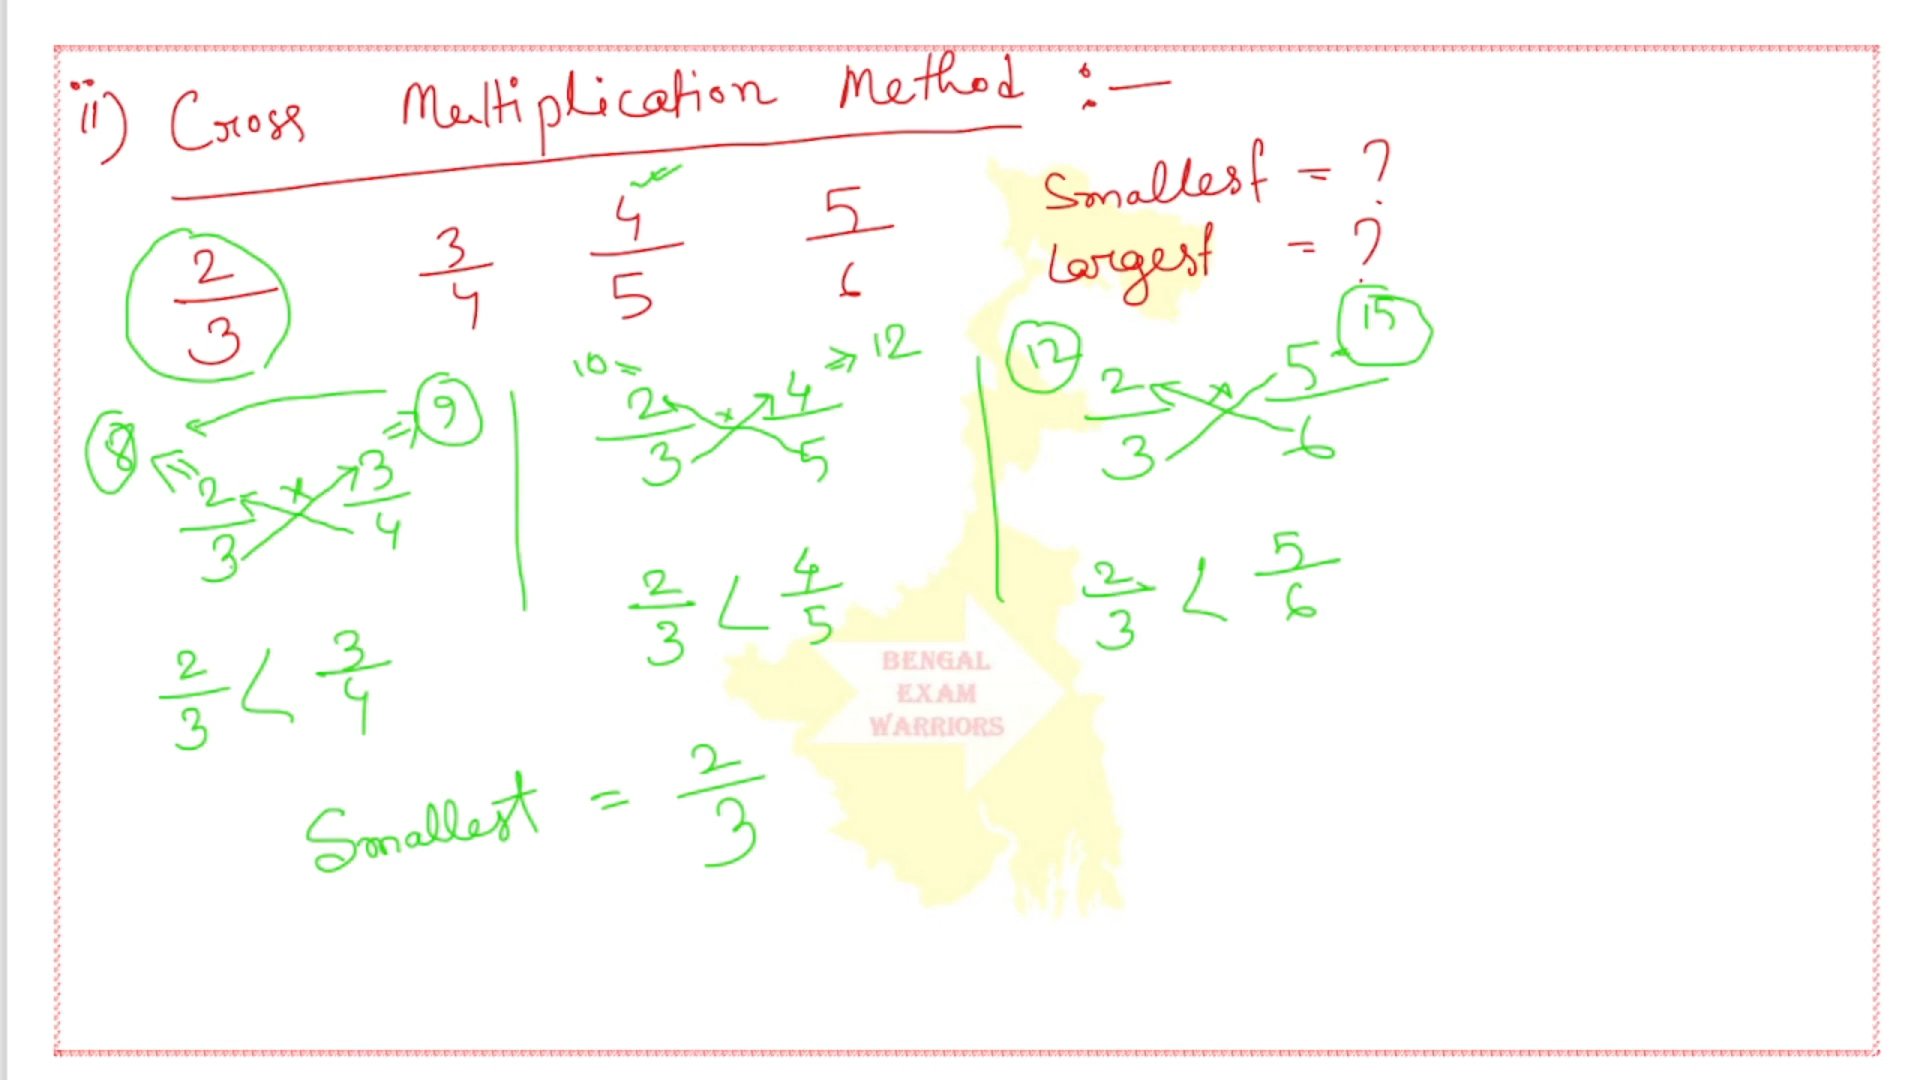 ii) Cross Multiplication Method :-
2/3 3/4 4/5 5/6
Smallest = ?
Largest = ?
8 ⇐ 2/3 × 3/4 ⇒ 9
10 = 2/3 × 4/5 ⇒ 12
12 2/3 × 5/6 15
2/3 < 3/4
2/3 < 4/5
2/3 < 5/6
Smallest = 2/3
BENGAL
EXAM
WARRIORS